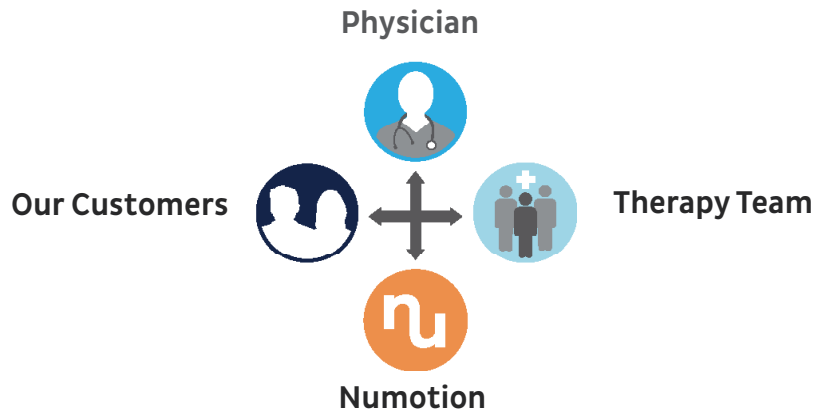 Physician
Our Customers
Therapy Team
nu
Numotion